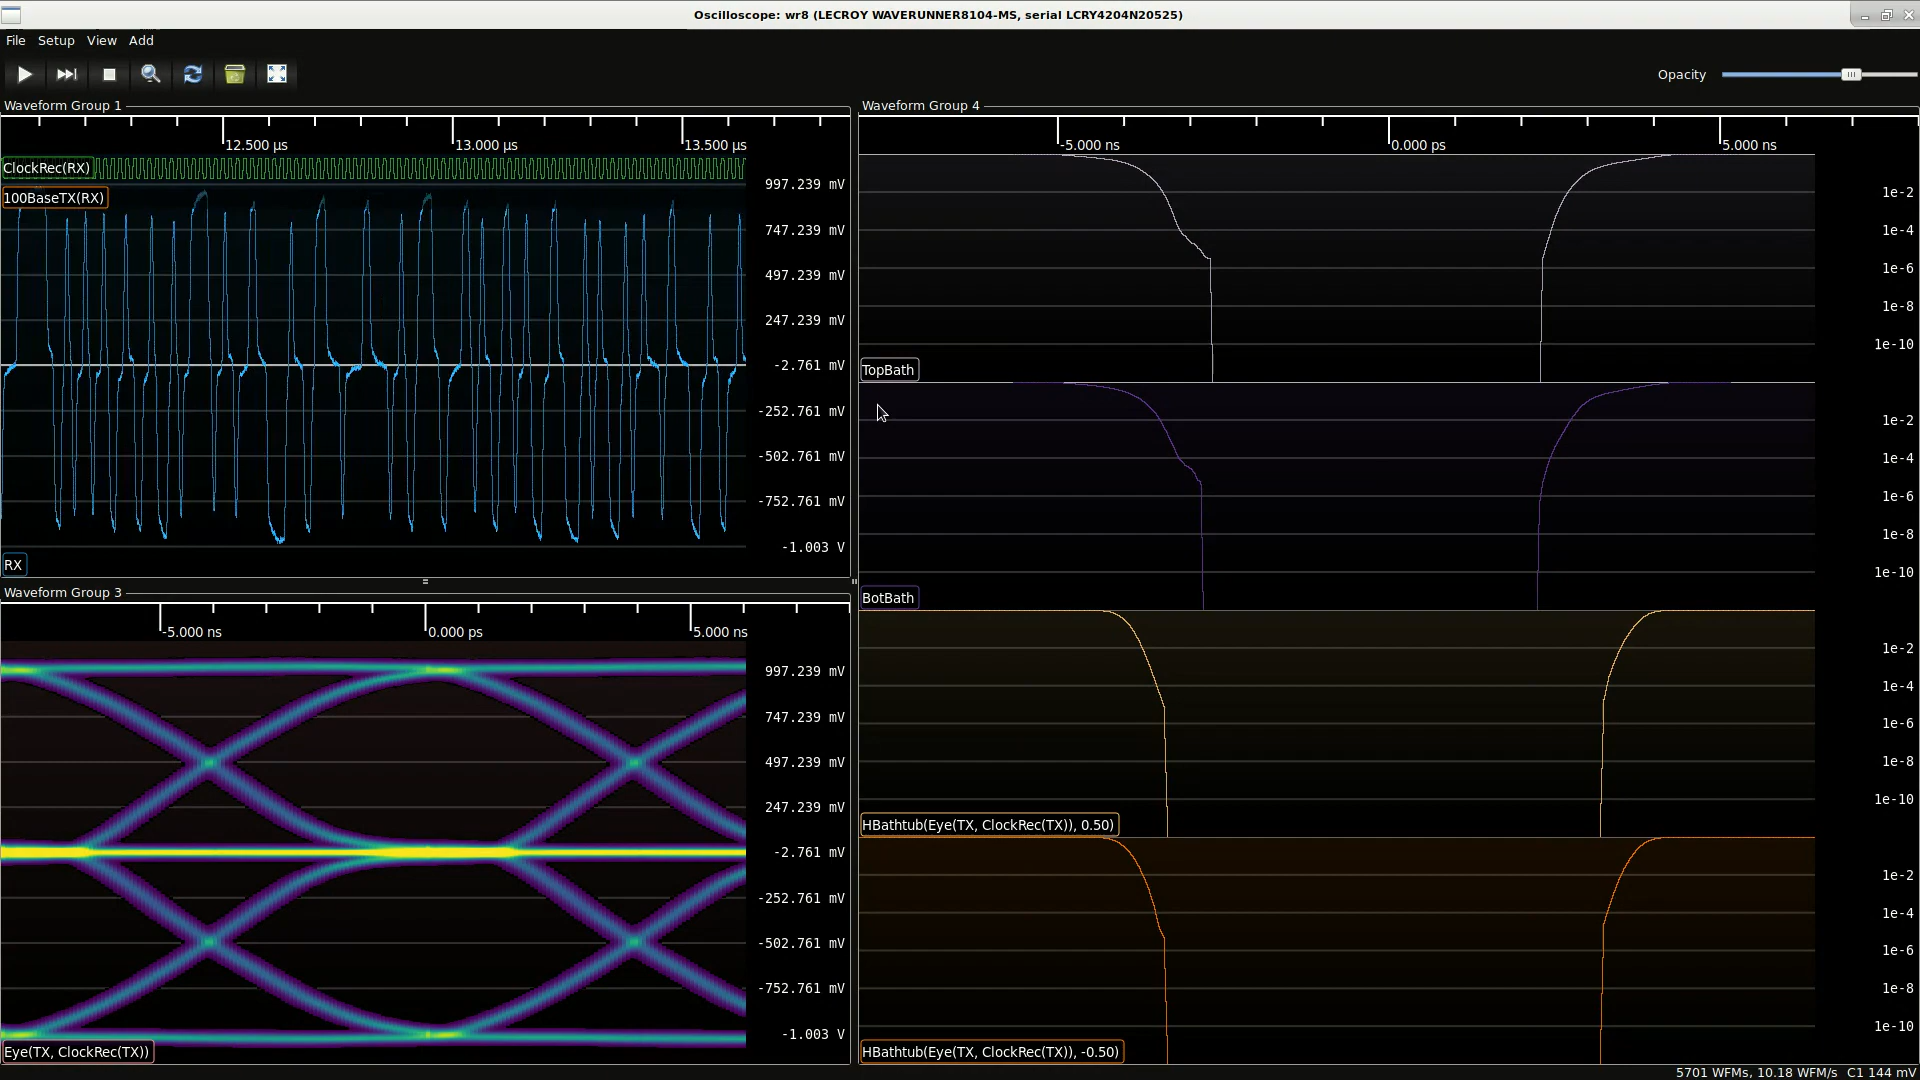 Oscilloscope: wr8 (LECROY WAVERUNNER8104-MS, serial LCRY4204N20525)
File Setup View Add
Opacity
Waveform Group 1
12.500 µs 13.000 µs 13.500 µs
ClockRec(RX)
100BaseTX(RX)
997.239 mV
747.239 mV
497.239 mV
247.239 mV
-2.761 mV
-252.761 mV
-502.761 mV
-752.761 mV
-1.003 V
RX
Waveform Group 3
-5.000 ns 0.000 ps 5.000 ns
997.239 mV
747.239 mV
497.239 mV
247.239 mV
-2.761 mV
-252.761 mV
-502.761 mV
-752.761 mV
-1.003 V
Eye(TX, ClockRec(TX))
Waveform Group 4
-5.000 ns 0.000 ps 5.000 ns
1e-2
1e-4
1e-6
1e-8
1e-10
TopBath
1e-2
1e-4
1e-6
1e-8
1e-10
BotBath
1e-2
1e-4
1e-6
1e-8
1e-10
HBathtub(Eye(TX, ClockRec(TX)), 0.50)
1e-2
1e-4
1e-6
1e-8
1e-10
HBathtub(Eye(TX, ClockRec(TX)), -0.50)
5701 WFMs, 10.18 WFM/s C1 144 mV